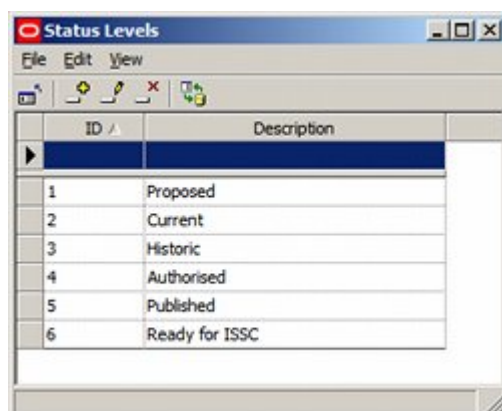 Status Levels
File Edit View
ID Description
1 Proposed
2 Current
3 Historic
4 Authorised
5 Published
6 Ready for ISSC